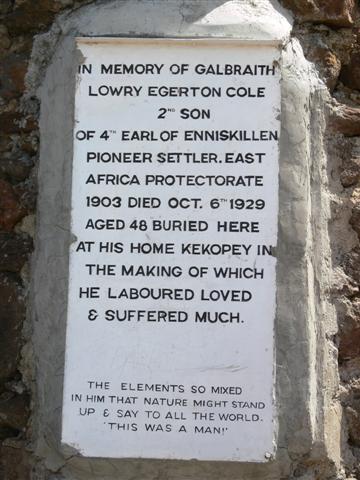 IN MEMORY OF GALBRAITH
LOWRY EGERTON COLE
2ND SON
OF 4TH EARL OF ENNISKILLEN
PIONEER SETTLER. EAST
AFRICA PROTECTORATE
1903 DIED OCT. 6TH 1929
AGED 48 BURIED HERE
AT HIS HOME KEKOPEY IN
THE MAKING OF WHICH
HE LABOURED LOVED
& SUFFERED MUCH.
THE ELEMENTS SO MIXED
IN HIM THAT NATURE MIGHT STAND
UP & SAY TO ALL THE WORLD.
'THIS WAS A MAN!'